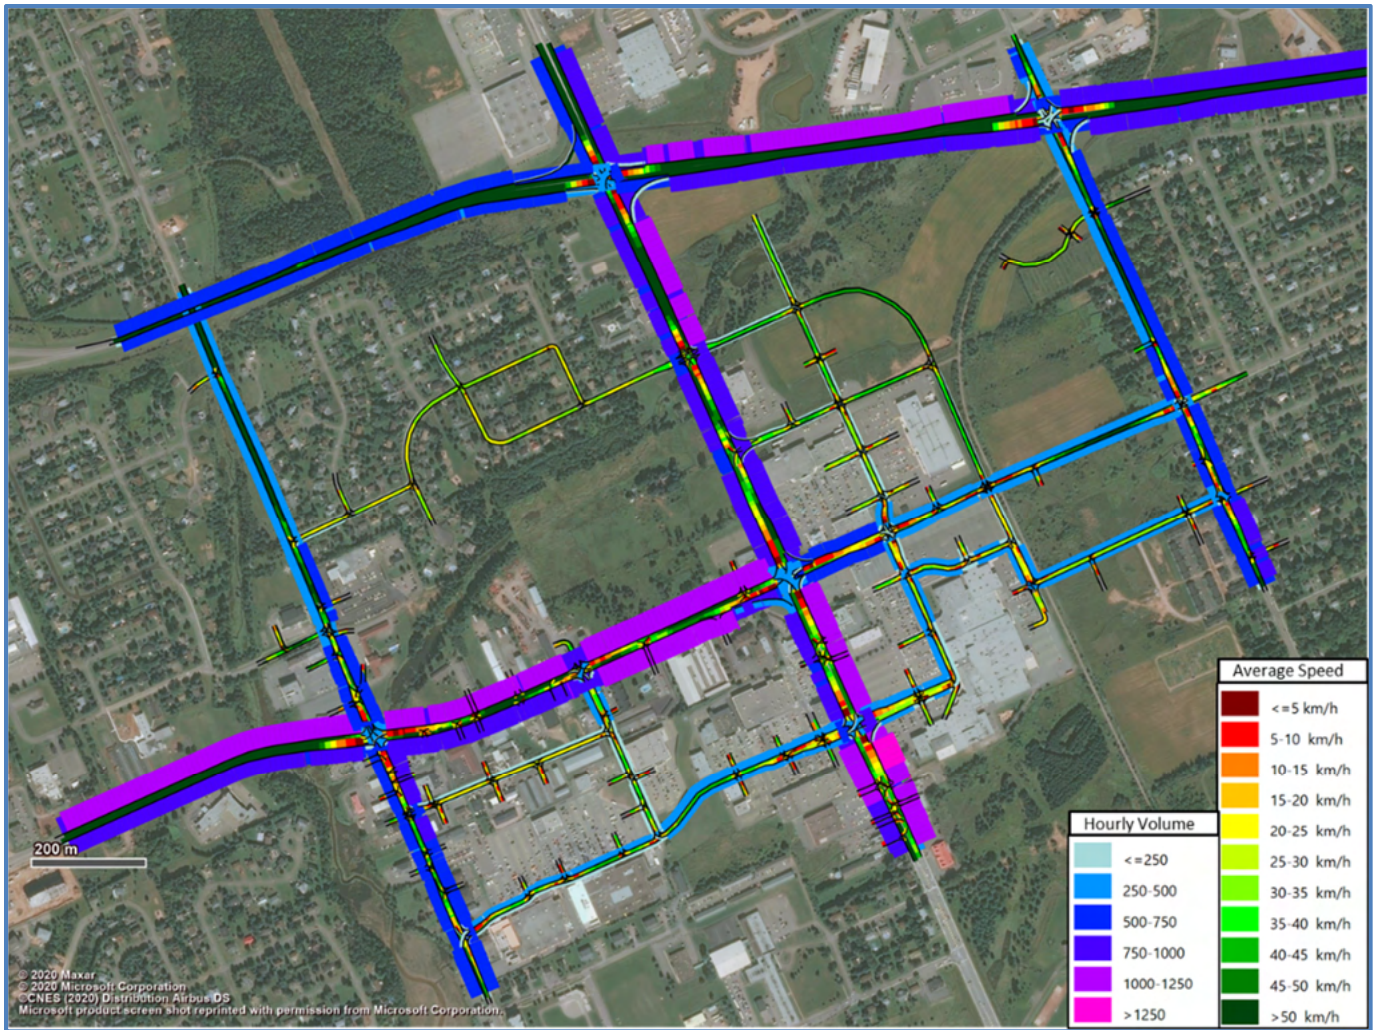 Average Speed
<=5 km/h
5-10 km/h
10-15 km/h
15-20 km/h
20-25 km/h
25-30 km/h
30-35 km/h
35-40 km/h
40-45 km/h
45-50 km/h
>50 km/h
Hourly Volume
<=250
250-500
500-750
750-1000
1000-1250
>1250
200 m
© 2020 Maxar
© 2020 Microsoft Corporation
©CNES (2020) Distribution Airbus DS
Microsoft product screen shot reprinted with permission from Microsoft Corporation.